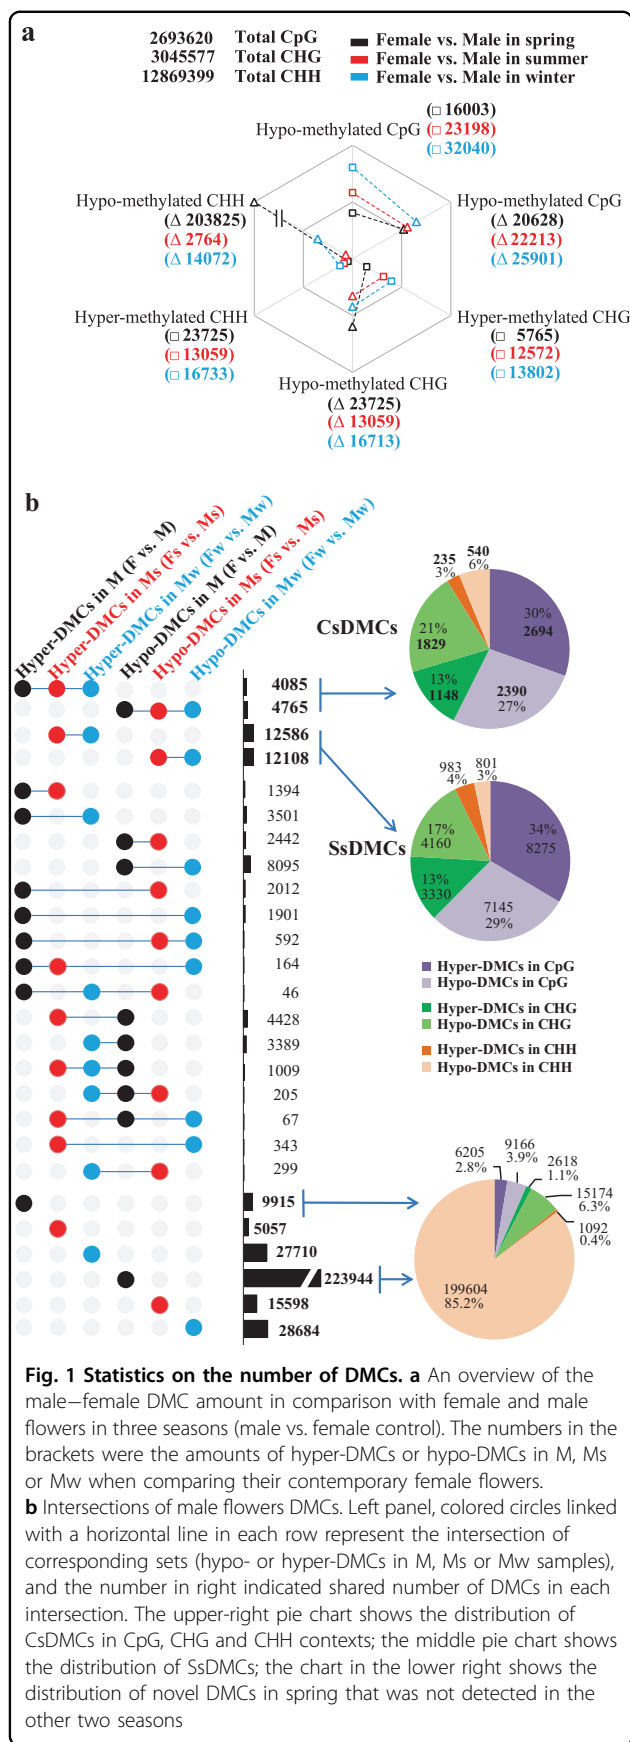 a
2693620 Total CpG
3045577 Total CHG
12869399 Total CHH
Female vs. Male in spring
Female vs. Male in summer
Female vs. Male in winter
Hypo-methylated CpG
(□ 16003)
(□ 23198)
(□ 32040)
Hypo-methylated CHH
(Δ 203825)
(Δ 2764)
(Δ 14072)
Hypo-methylated CpG
(Δ 20628)
(Δ 22213)
(Δ 25901)
Hyper-methylated CHH
(□ 23725)
(□ 13059)
(□ 16733)
Hyper-methylated CHG
(□ 5765)
(□ 12572)
(□ 13802)
Hypo-methylated CHG
(Δ 23725)
(Δ 13059)
(Δ 16713)
b
Hyper-DMCs in M (F vs. M)
Hyper-DMCs in Ms (Fs vs. Ms)
Hyper-DMCs in Mw (Fw vs. Mw)
Hypo-DMCs in M (F vs. M)
Hypo-DMCs in Ms (Fs vs. Ms)
Hypo-DMCs in Mw (Fw vs. Mw)
4085
4765
12586
12108
1394
3501
2442
8095
2012
1901
592
164
46
4428
3389
1009
205
67
343
299
9915
5057
27710
223944
15598
28684
CsDMCs
235
3%
540
6%
30%
2694
21%
1829
13%
1148
2390
27%
SsDMCs
983
4%
801
3%
34%
8275
17%
4160
13%
3330
7145
29%
Hyper-DMCs in CpG
Hypo-DMCs in CpG
Hyper-DMCs in CHG
Hypo-DMCs in CHG
Hyper-DMCs in CHH
Hypo-DMCs in CHH
6205
2.8%
9166
3.9%
2618
1.1%
15174
6.3%
1092
0.4%
199604
85.2%
Fig. 1 Statistics on the number of DMCs. a An overview of the
male−female DMC amount in comparison with female and male
flowers in three seasons (male vs. female control). The numbers in the
brackets were the amounts of hyper-DMCs or hypo-DMCs in M, Ms
or Mw when comparing their contemporary female flowers.
b Intersections of male flowers DMCs. Left panel, colored circles linked
with a horizontal line in each row represent the intersection of
corresponding sets (hypo- or hyper-DMCs in M, Ms or Mw samples),
and the number in right indicated shared number of DMCs in each
intersection. The upper-right pie chart shows the distribution of
CsDMCs in CpG, CHG and CHH contexts; the middle pie chart shows
the distribution of SsDMCs; the chart in the lower right shows the
distribution of novel DMCs in spring that was not detected in the
other two seasons